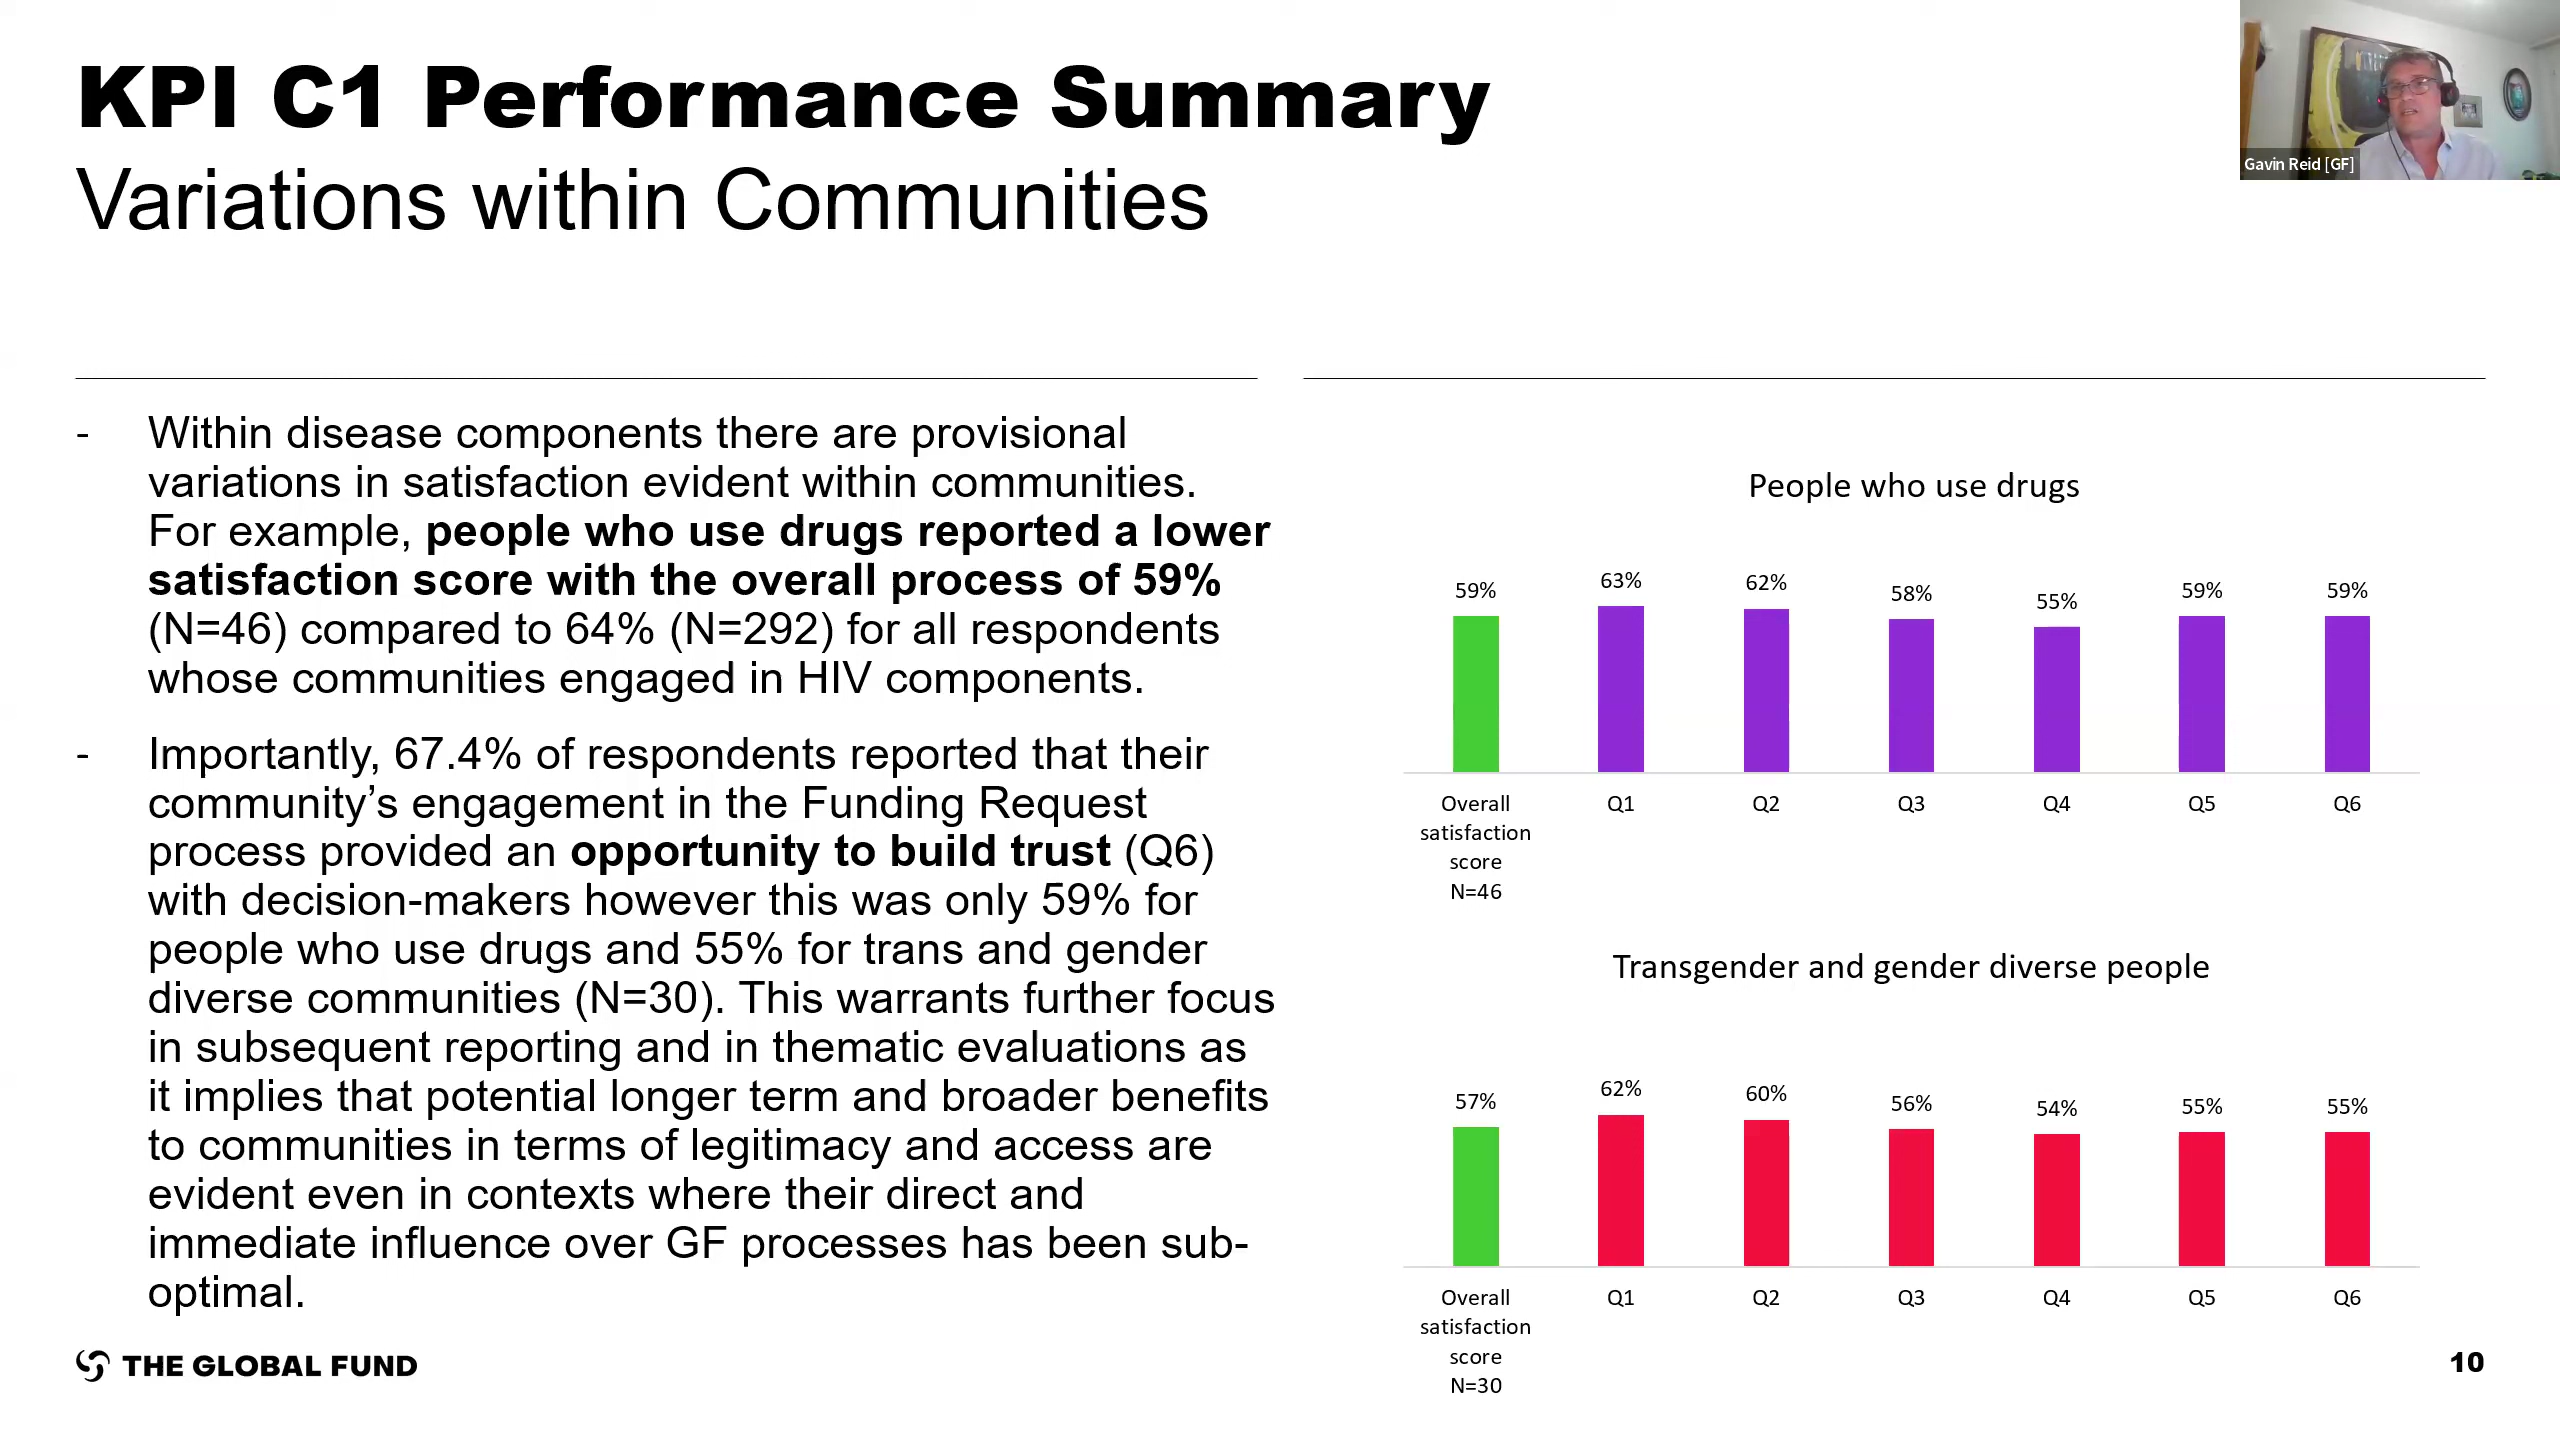 KPI C1 Performance Summary
Variations within Communities
Gavin Reid [GF]
- Within disease components there are provisional
variations in satisfaction evident within communities.
For example, people who use drugs reported a lower
satisfaction score with the overall process of 59%
(N=46) compared to 64% (N=292) for all respondents
whose communities engaged in HIV components.
- Importantly, 67.4% of respondents reported that their
community’s engagement in the Funding Request
process provided an opportunity to build trust (Q6)
with decision-makers however this was only 59% for
people who use drugs and 55% for trans and gender
diverse communities (N=30). This warrants further focus
in subsequent reporting and in thematic evaluations as
it implies that potential longer term and broader benefits
to communities in terms of legitimacy and access are
evident even in contexts where their direct and
immediate influence over GF processes has been sub-
optimal.
People who use drugs
59% 63% 62% 58% 55% 59% 59%
Overall Q1 Q2 Q3 Q4 Q5 Q6
satisfaction
score
N=46
Transgender and gender diverse people
57% 62% 60% 56% 54% 55% 55%
Overall Q1 Q2 Q3 Q4 Q5 Q6
satisfaction
score
N=30
THE GLOBAL FUND
10